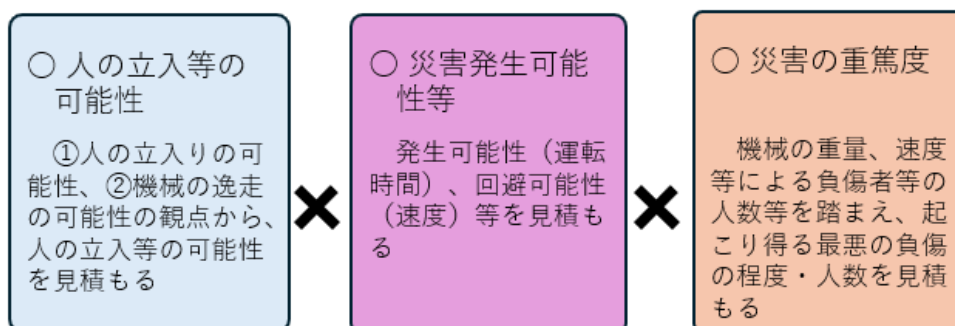 ○ 人の立入等の
可能性
①人の立入りの可
能性、②機械の逸走
の可能性の観点から、
人の立入等の可能性
を見積もる
×
○ 災害発生可能
性等
発生可能性（運転
時間）、回避可能性
（速度）等を見積も
る
×
○ 災害の重篤度
機械の重量、速度
等による負傷者等の
人数等を踏まえ、起
こり得る最悪の負傷
の程度・人数を見積
もる